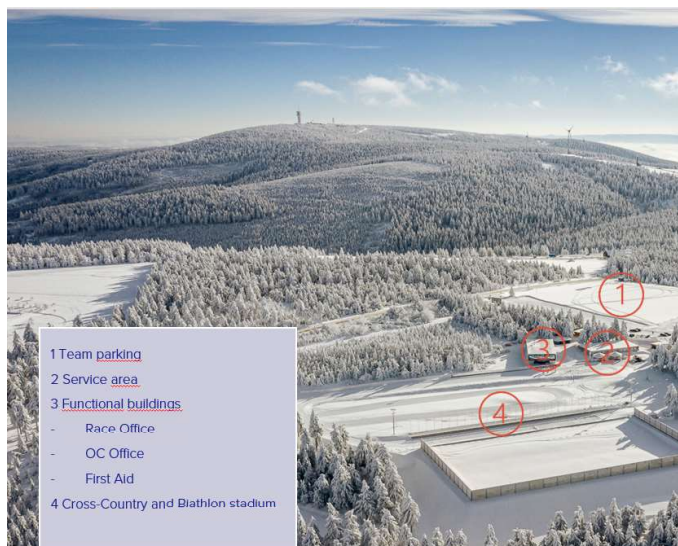 1
3
2
4
1 Team parking
2 Service area
3 Functional buildings
- Race Office
- OC Office
- First Aid
4 Cross-Country and Biathlon stadium